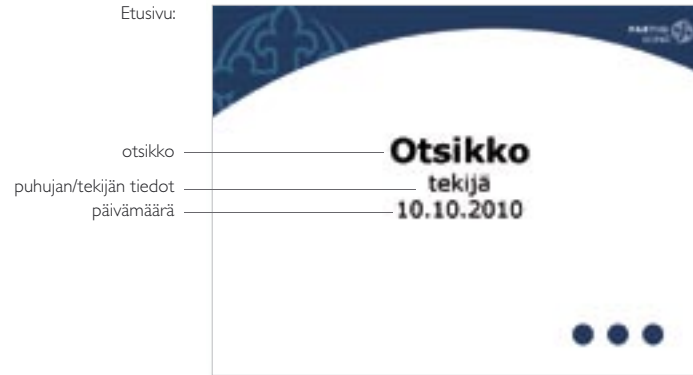 Etusivu:
otsikko
Otsikko
puhujan/tekijän tiedot
tekijä
päivämäärä
10.10.2010